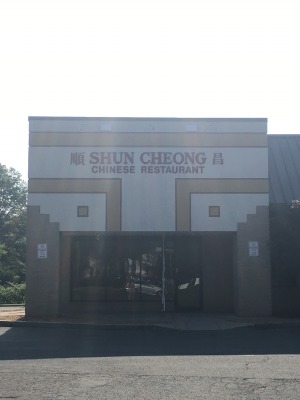 順 SHUN CHEONG 昌
CHINESE RESTAURANT